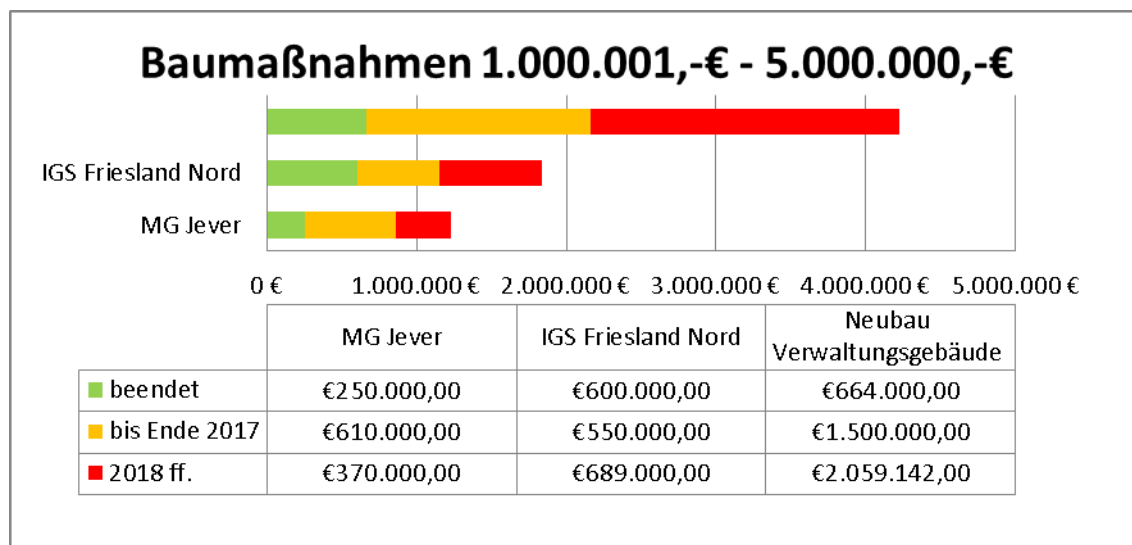 Baumaßnahmen 1.000.001,-€ - 5.000.000,-€
IGS Friesland Nord
MG Jever
0 € 1.000.000 € 2.000.000 € 3.000.000 € 4.000.000 € 5.000.000 €
MG Jever IGS Friesland Nord Neubau
Verwaltungsgebäude
beendet €250.000,00 €600.000,00 €664.000,00
bis Ende 2017 €610.000,00 €550.000,00 €1.500.000,00
2018 ff. €370.000,00 €689.000,00 €2.059.142,00